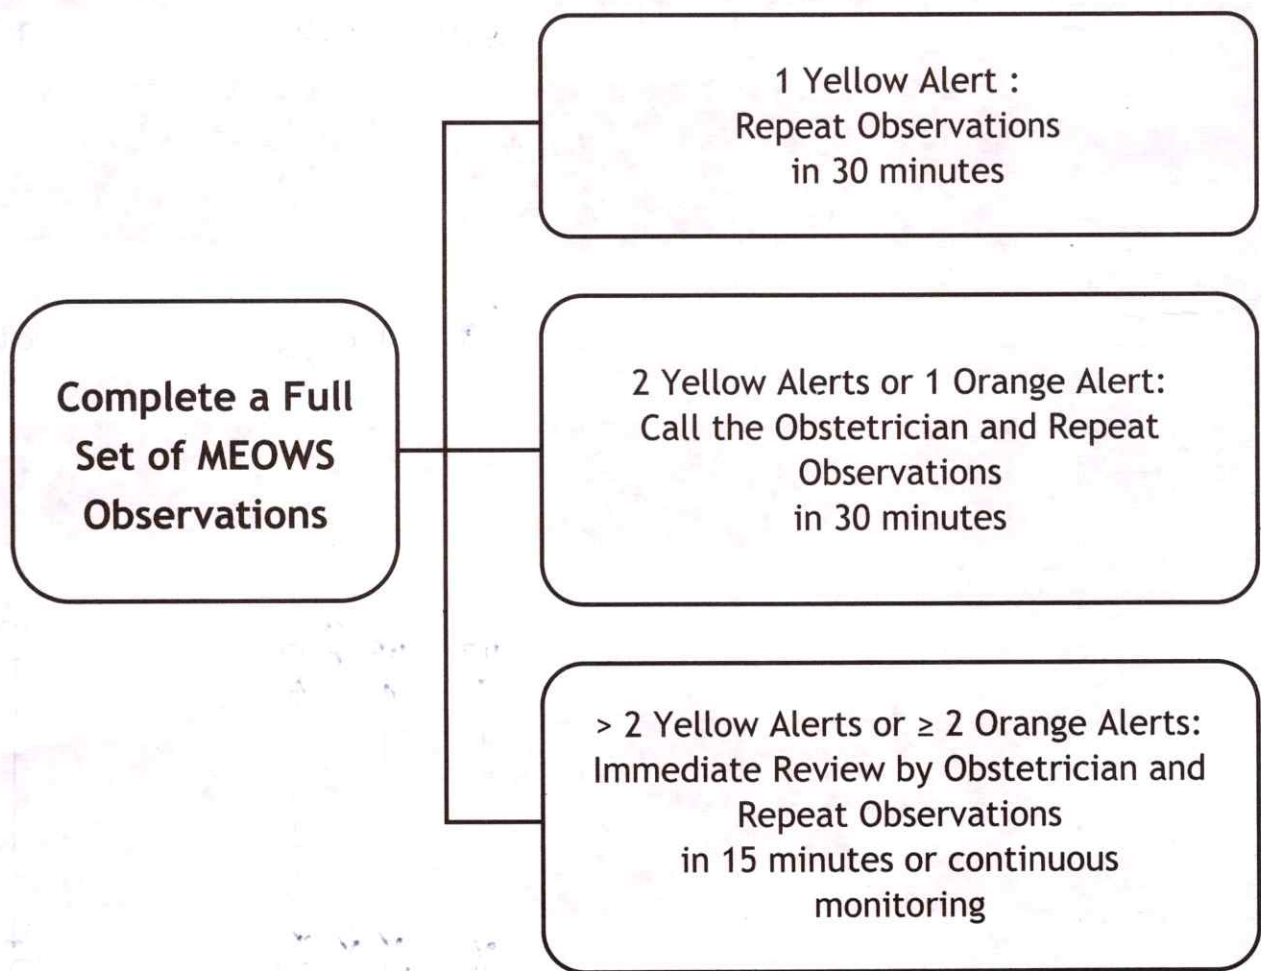 Complete a Full
Set of MEOWS
Observations
1 Yellow Alert :
Repeat Observations
in 30 minutes
2 Yellow Alerts or 1 Orange Alert:
Call the Obstetrician and Repeat
Observations
in 30 minutes
> 2 Yellow Alerts or ≥ 2 Orange Alerts:
Immediate Review by Obstetrician and
Repeat Observations
in 15 minutes or continuous
monitoring